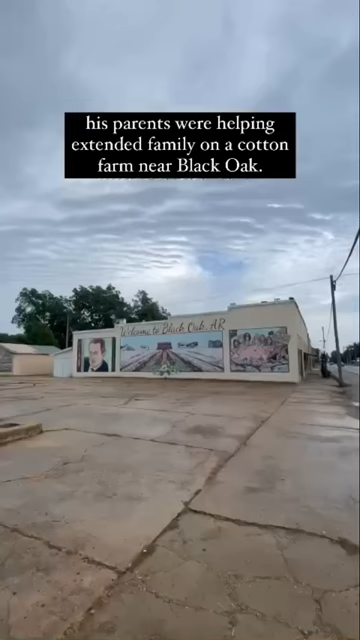 his parents were helping
extended family on a cotton
farm near Black Oak.
Welcome to Black Oak, AR